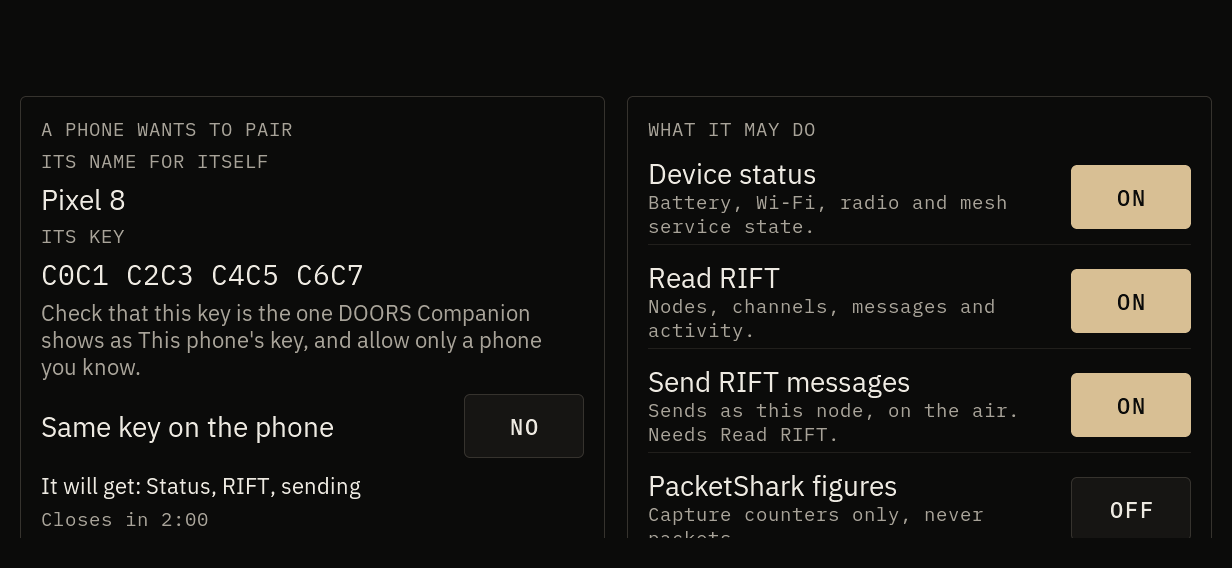 A PHONE WANTS TO PAIR
ITS NAME FOR ITSELF
Pixel 8
ITS KEY
C0C1 C2C3 C4C5 C6C7
Check that this key is the one DOORS Companion
shows as This phone's key, and allow only a phone
you know.
Same key on the phone
NO
It will get: Status, RIFT, sending
Closes in 2:00
WHAT IT MAY DO
Device status
Battery, Wi-Fi, radio and mesh
service state.
ON
Read RIFT
Nodes, channels, messages and
activity.
ON
Send RIFT messages
Sends as this node, on the air.
Needs Read RIFT.
ON
PacketShark figures
Capture counters only, never
packets.
OFF